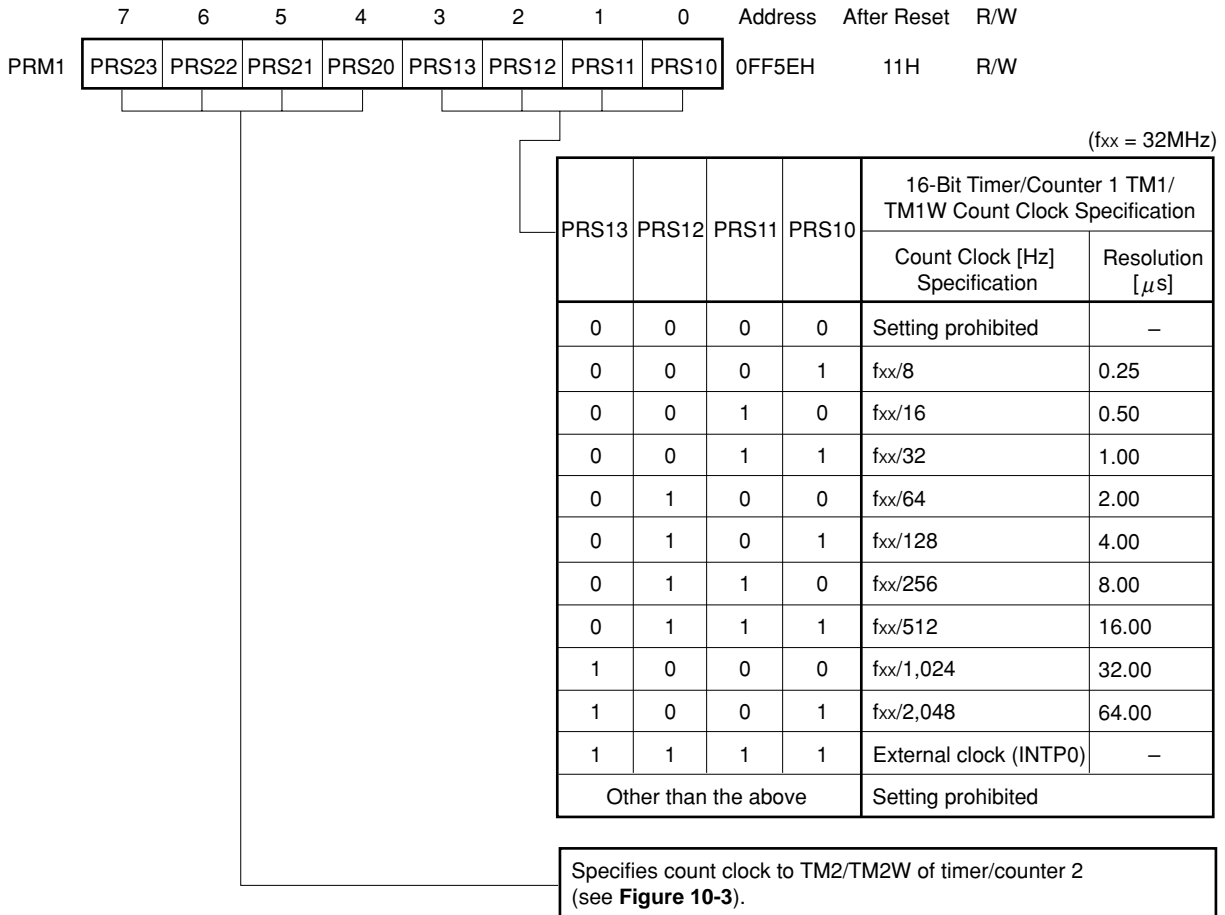 7 6 5 4 3 2 1 0 Address After Reset R/W
PRM1 PRS23 PRS22 PRS21 PRS20 PRS13 PRS12 PRS11 PRS10 0FF5EH 11H R/W
(fxx = 32MHz)
PRS13 PRS12 PRS11 PRS10
16-Bit Timer/Counter 1 TM1/
TM1W Count Clock Specification
Count Clock [Hz]
Specification
Resolution
[μs]
0 0 0 0 Setting prohibited –
0 0 0 1 fxx/8 0.25
0 0 1 0 fxx/16 0.50
0 0 1 1 fxx/32 1.00
0 1 0 0 fxx/64 2.00
0 1 0 1 fxx/128 4.00
0 1 1 0 fxx/256 8.00
0 1 1 1 fxx/512 16.00
1 0 0 0 fxx/1,024 32.00
1 0 0 1 fxx/2,048 64.00
1 1 1 1 External clock (INTP0) –
Other than the above Setting prohibited
Specifies count clock to TM2/TM2W of timer/counter 2
(see Figure 10-3).